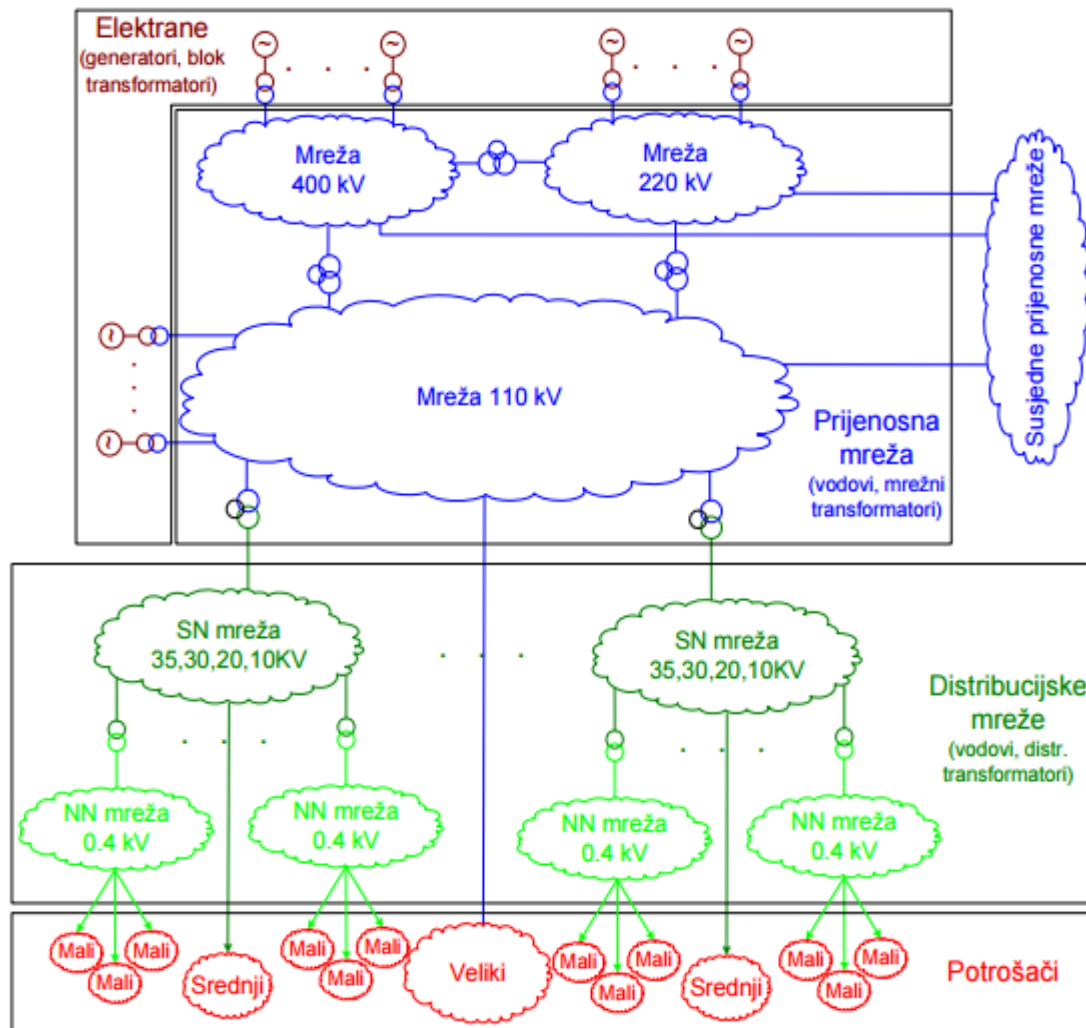 Elektrane
(generatori, blok
transformatori)
~
~
~
~
Mreža
400 kV
Mreža
220 kV
Susjedne prijenosne mreže
~
~
Mreža 110 kV
Prijenosna
mreža
(vodovi, mrežni
transformatori)
SN mreža
35,30,20,10KV
SN mreža
35,30,20,10KV
Distribucijske
mreže
(vodovi, distr.
transformatori)
NN mreža
0.4 kV
NN mreža
0.4 kV
NN mreža
0.4 kV
NN mreža
0.4 kV
Mali
Mali
Mali
Srednji
Mali
Mali
Mali
Veliki
Mali
Mali
Mali
Srednji
Mali
Mali
Mali
Potrošači